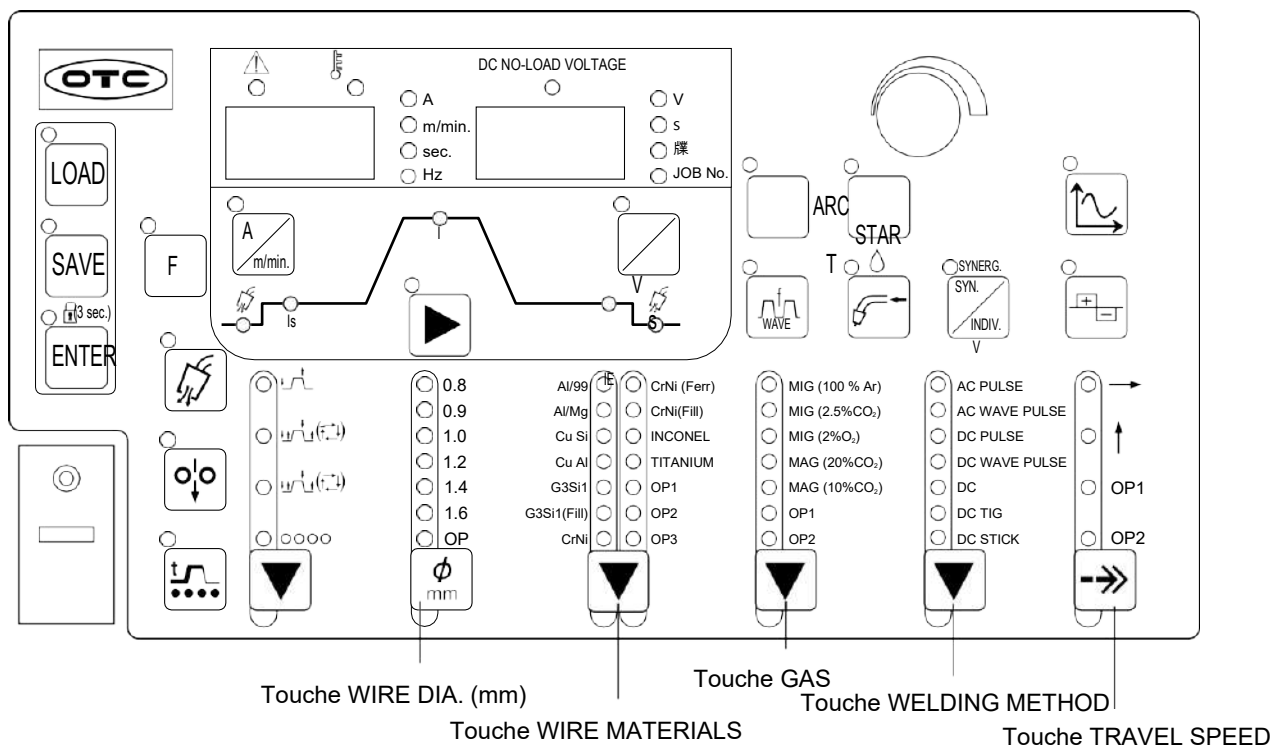 OTC
DC NO-LOAD VOLTAGE
A
m/min.
sec.
Hz
V
s
牒
JOB No.
LOAD
SAVE
(3 sec.)
ENTER
F
A
m/min.
I
Is
V
S
ARC
STAR
T
f
WAVE
SYNERG.
SYN.
INDIV.
V
+
−
t
0.8
0.9
1.0
1.2
1.4
1.6
OP
φ
mm
IE
Al/99
Al/Mg
Cu Si
Cu Al
G3Si1
G3Si1(Fill)
CrNi
CrNi (Ferr)
CrNi(Fill)
INCONEL
TITANIUM
OP1
OP2
OP3
MIG (100 % Ar)
MIG (2.5%CO₂)
MIG (2%O₂)
MAG (20%CO₂)
MAG (10%CO₂)
OP1
OP2
AC PULSE
AC WAVE PULSE
DC PULSE
DC WAVE PULSE
DC
DC TIG
DC STICK
OP1
OP2
Touche WIRE DIA. (mm)
Touche WIRE MATERIALS
Touche GAS
Touche WELDING METHOD
Touche TRAVEL SPEED